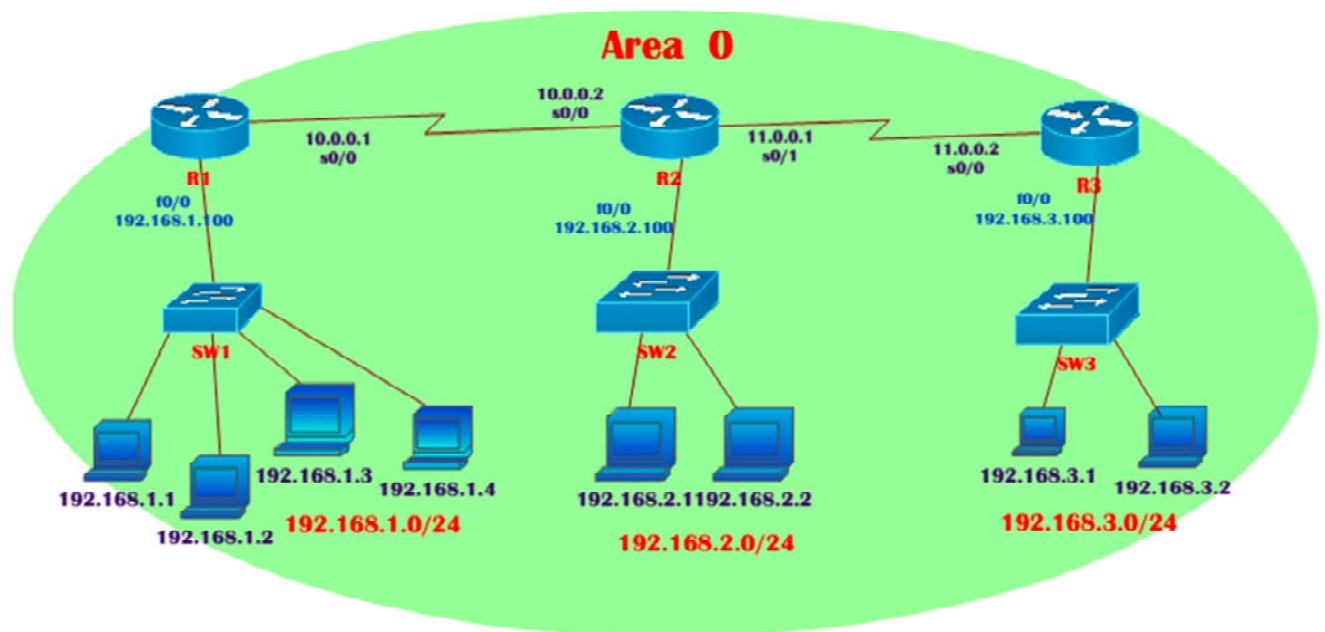 Area 0
10.0.0.2
s0/0
10.0.0.1
s0/0
11.0.0.1
s0/1
11.0.0.2
s0/0
R1
R2
R3
f0/0
192.168.1.100
f0/0
192.168.2.100
f0/0
192.168.3.100
SW1
SW2
SW3
192.168.1.1
192.168.1.2
192.168.1.3
192.168.1.4
192.168.2.1
192.168.2.2
192.168.3.1
192.168.3.2
192.168.1.0/24
192.168.2.0/24
192.168.3.0/24